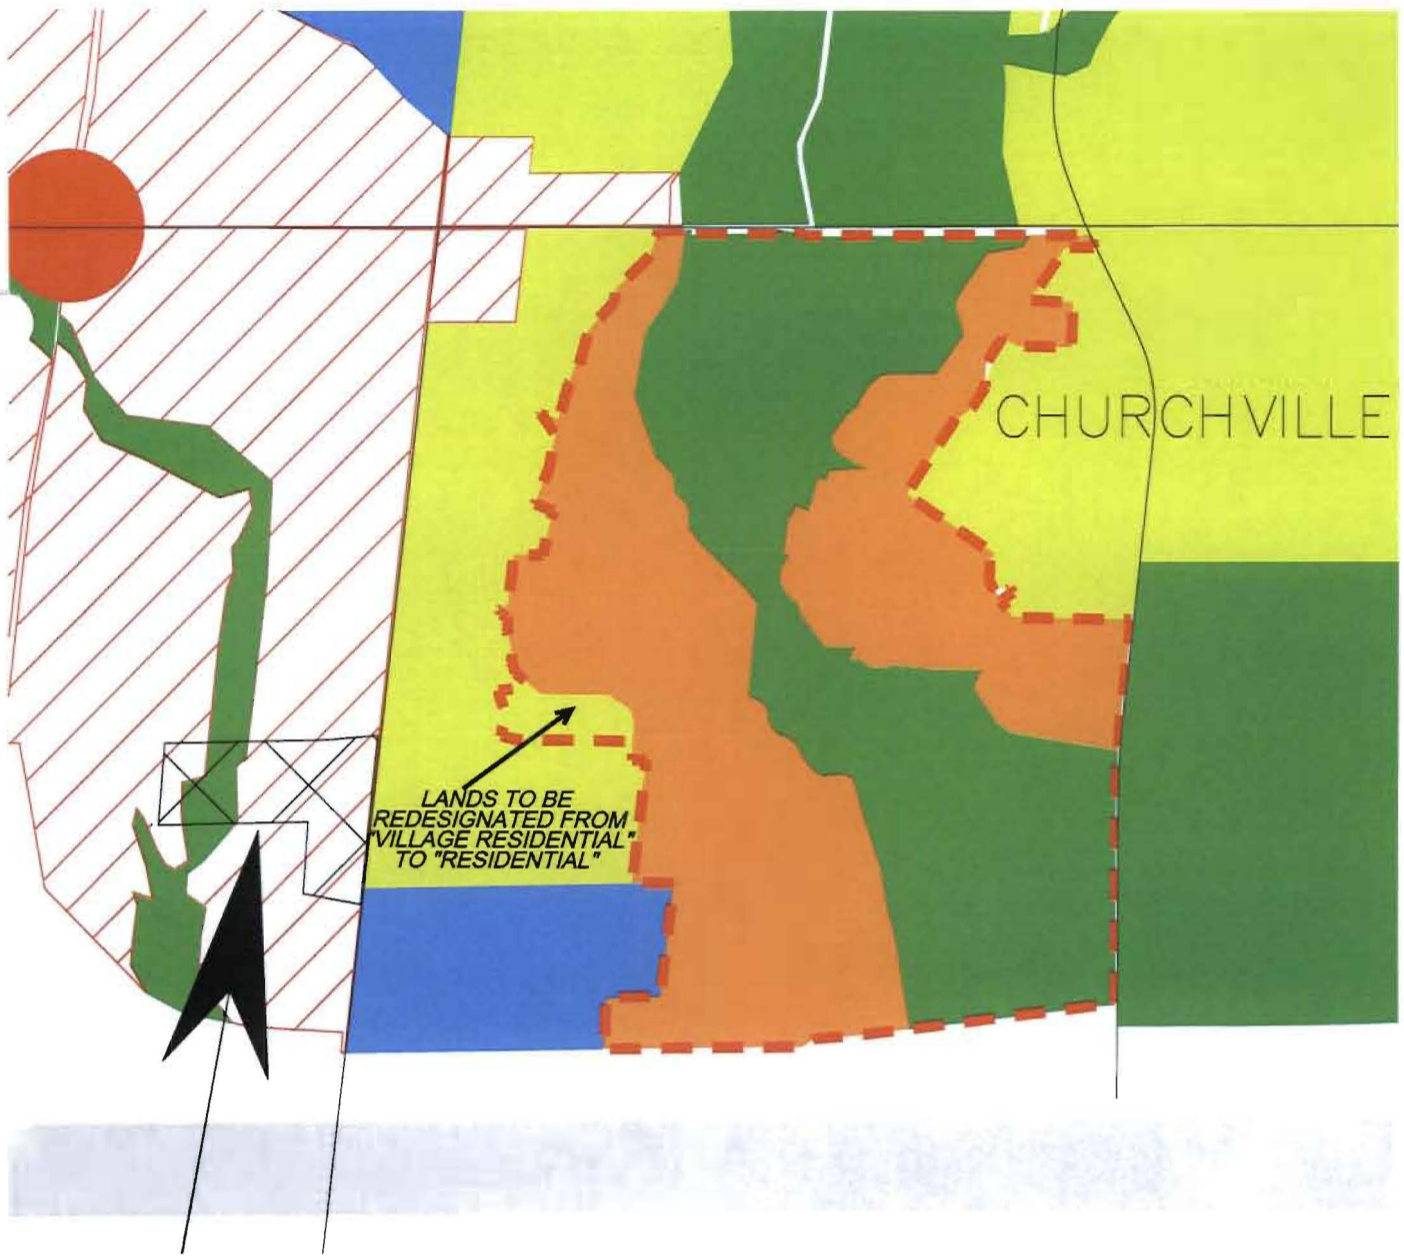 CHURCHVILLE
LANDS TO BE
REDESIGNATED FROM
"VILLAGE RESIDENTIAL"
TO "RESIDENTIAL"